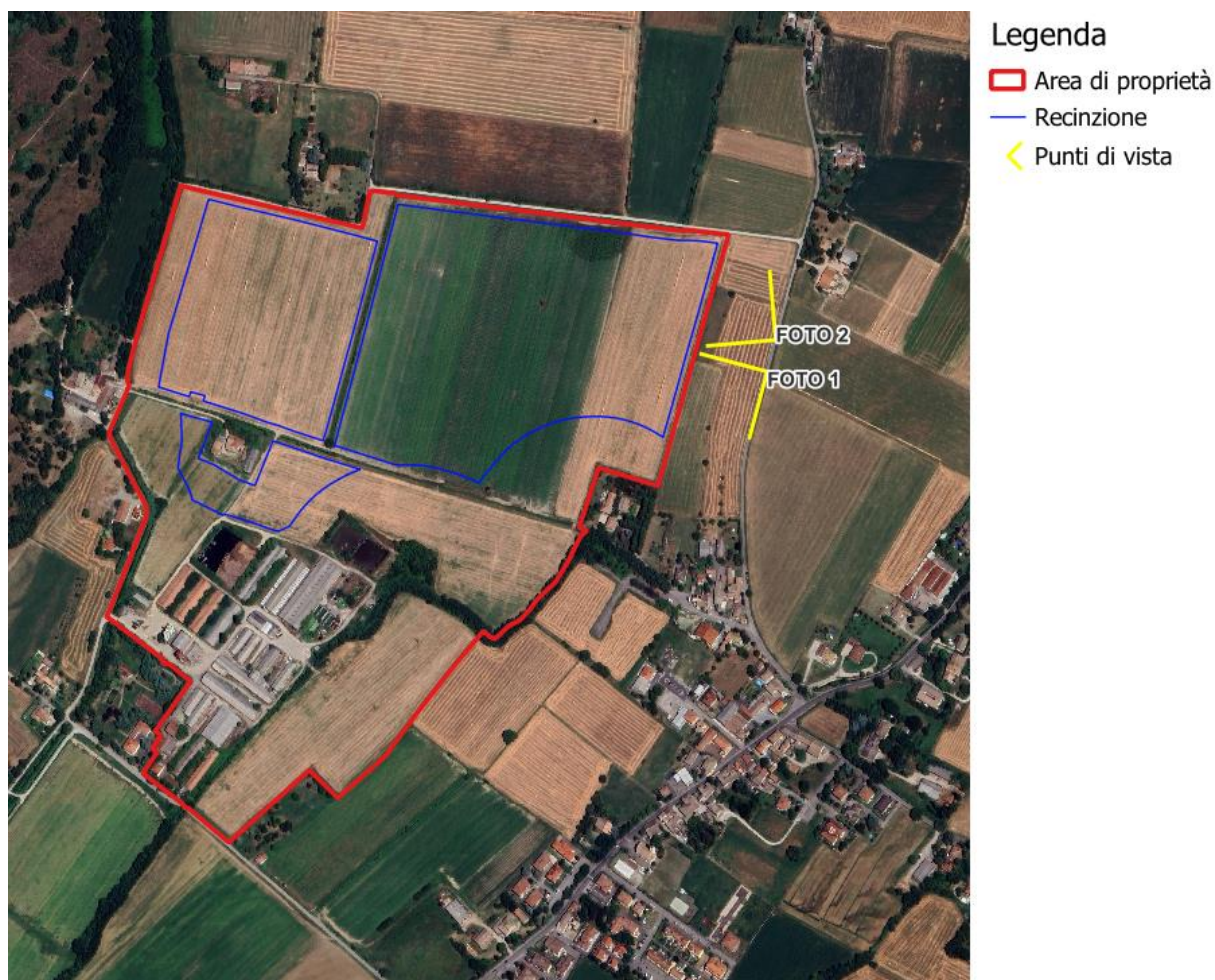 Legenda
Area di proprietà
Recinzione
Punti di vista
FOTO 2
FOTO 1